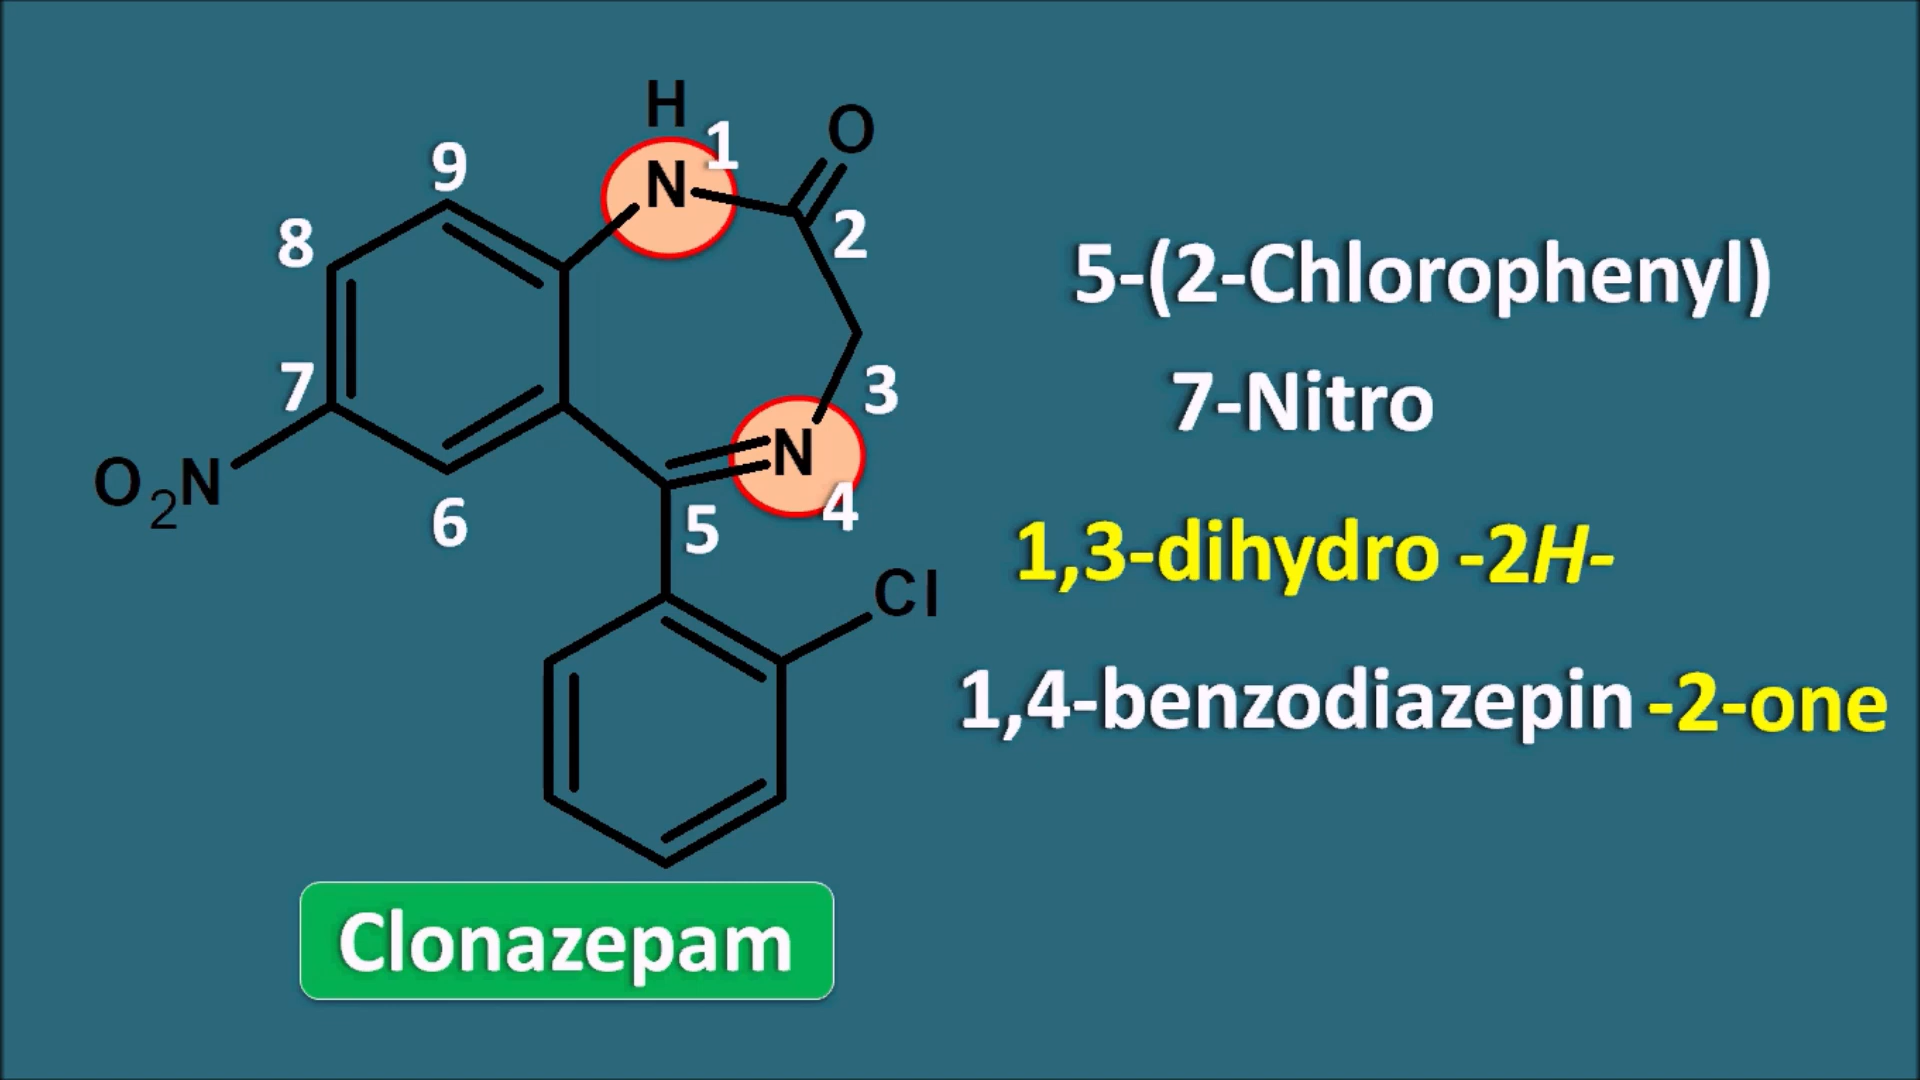 H
N
1
O
9
2
8
7
3
N
4
O2N
6
5
Cl
5-(2-Chlorophenyl)
7-Nitro
1,3-dihydro -2H-
1,4-benzodiazepin -2-one
Clonazepam